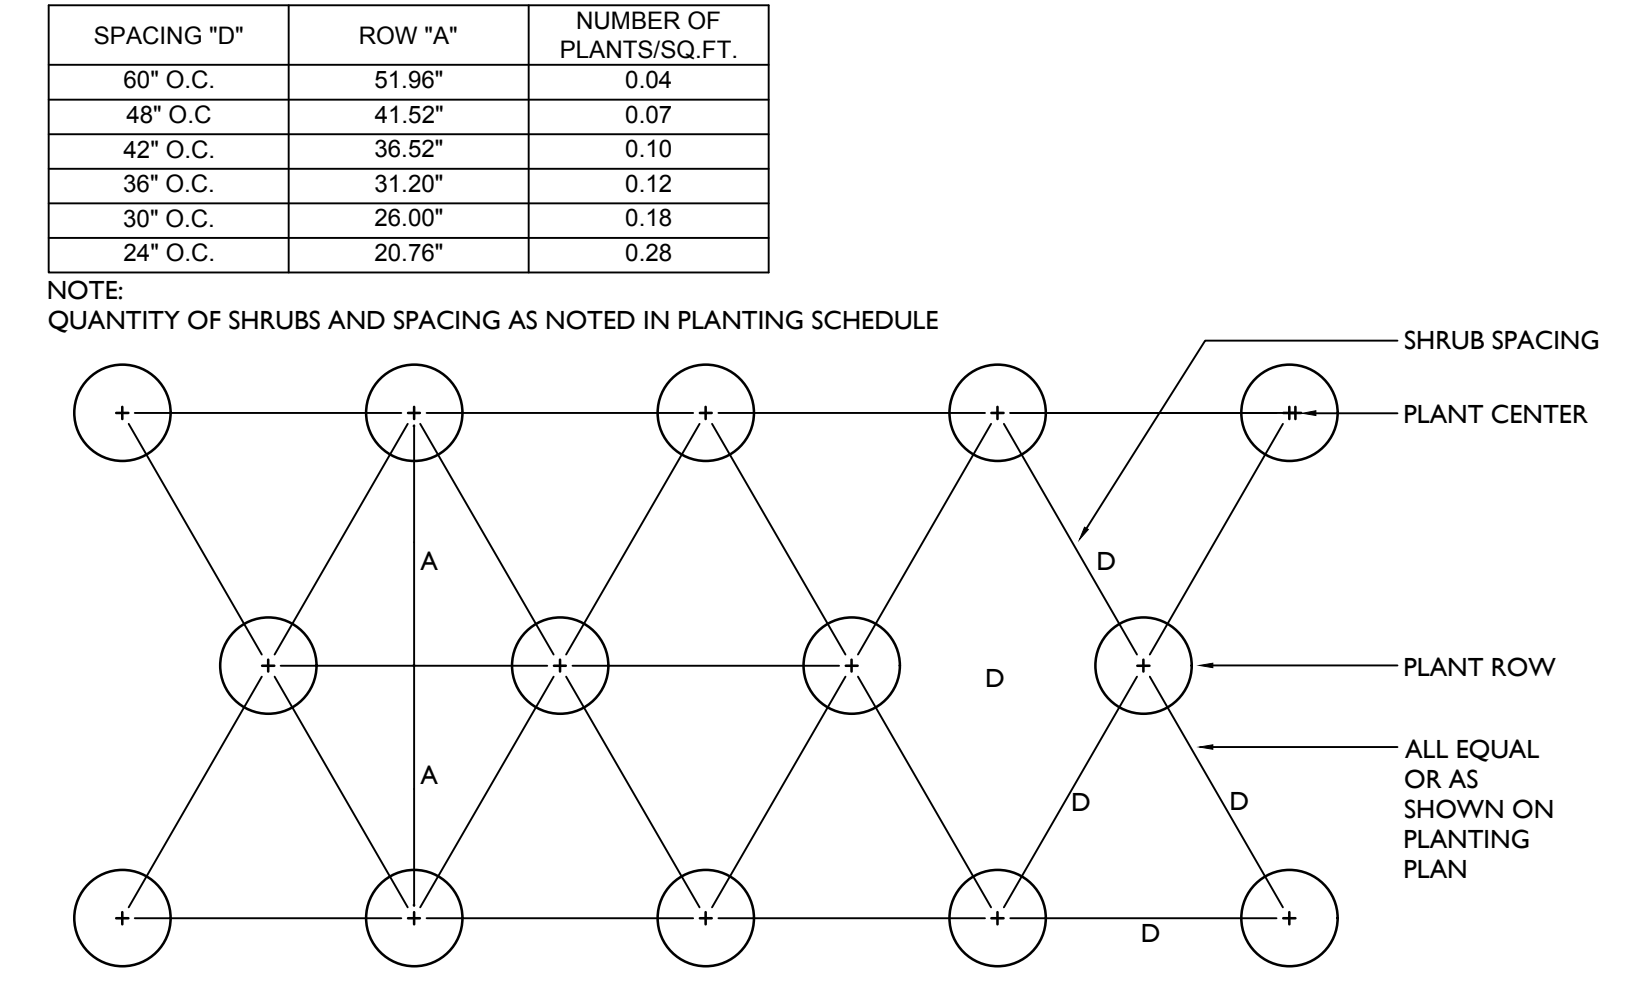 SPACING "D" ROW "A" NUMBER OF PLANTS/SQ.FT.
60" O.C. 51.96" 0.04
48" O.C 41.52" 0.07
42" O.C. 36.52" 0.10
36" O.C. 31.20" 0.12
30" O.C. 26.00" 0.18
24" O.C. 20.76" 0.28
NOTE:
QUANTITY OF SHRUBS AND SPACING AS NOTED IN PLANTING SCHEDULE
SHRUB SPACING
PLANT CENTER
A
D
PLANT ROW
D
ALL EQUAL
OR AS
SHOWN ON
PLANTING
PLAN
A
D
D
D